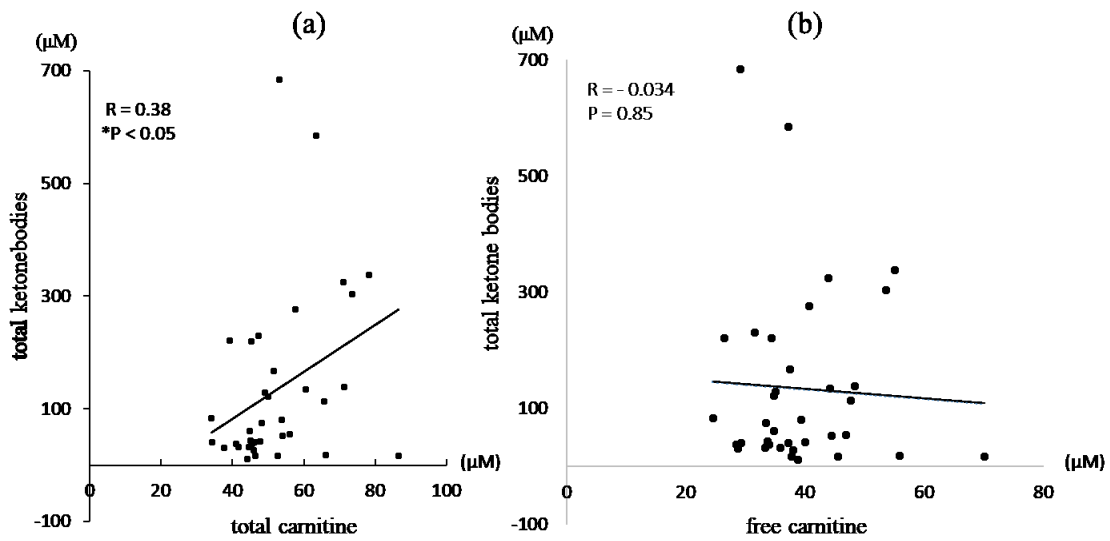 (a)
(μM)
700
R = 0.38
*P < 0.05
500
total ketonebodies
300
100
(μM)
0
20
40
60
80
100
-100
total carnitine
(b)
(μM)
700
R = - 0.034
P = 0.85
500
total ketone bodies
300
100
(μM)
0
20
40
60
80
-100
free carnitine